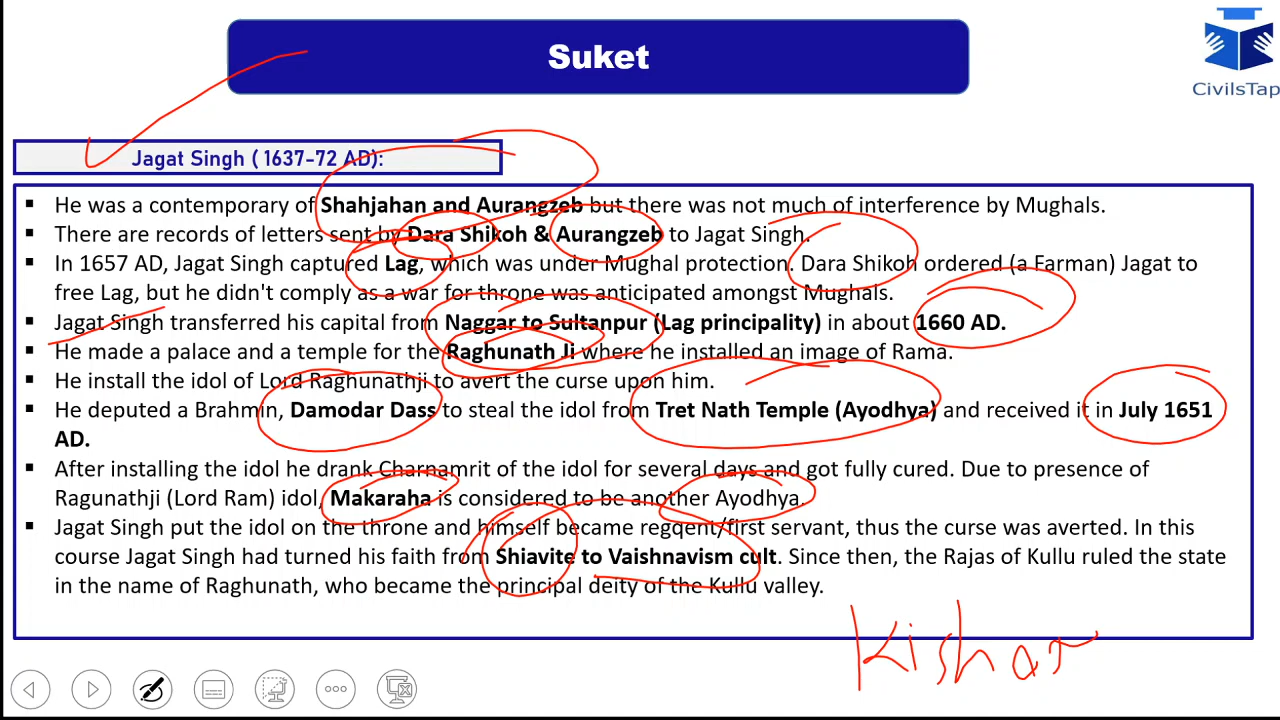 Suket
CivilsTap
Jagat Singh ( 1637-72 AD):
▪ He was a contemporary of Shahjahan and Aurangzeb but there was not much of interference by Mughals.
▪ There are records of letters sent by Dara Shikoh & Aurangzeb to Jagat Singh.
▪ In 1657 AD, Jagat Singh captured Lag, which was under Mughal protection. Dara Shikoh ordered (a Farman) Jagat to
free Lag, but he didn't comply as a war for throne was anticipated amongst Mughals.
▪ Jagat Singh transferred his capital from Naggar to Sultanpur (Lag principality) in about 1660 AD.
▪ He made a palace and a temple for the Raghunath Ji where he installed an image of Rama.
▪ He install the idol of Lord Raghunathji to avert the curse upon him.
▪ He deputed a Brahmin, Damodar Dass to steal the idol from Tret Nath Temple (Ayodhya) and received it in July 1651
AD.
▪ After installing the idol he drank Charnamrit of the idol for several days and got fully cured. Due to presence of
Ragunathji (Lord Ram) idol, Makaraha is considered to be another Ayodhya.
▪ Jagat Singh put the idol on the throne and himself became regqent/first servant, thus the curse was averted. In this
course Jagat Singh had turned his faith from Shiavite to Vaishnavism cult. Since then, the Rajas of Kullu ruled the state
in the name of Raghunath, who became the principal deity of the Kullu valley.
Kishar